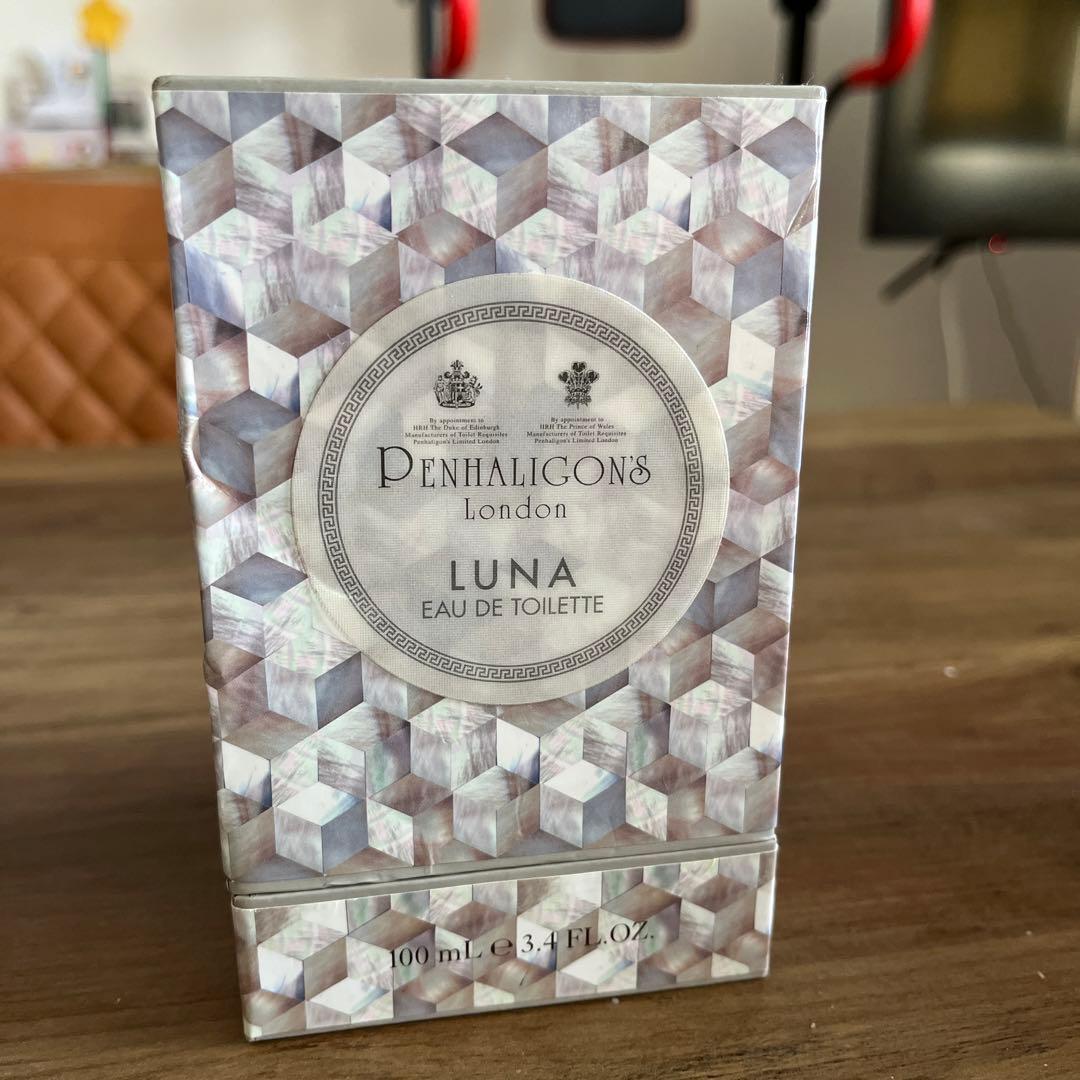 By appointment to
HRH The Duke of Edinburgh
Manufacturers of Toilet Requisites
Penhaligon's Limited London
By appointment to
HRH The Prince of Wales
Manufacturers of Toilet Requisites
Penhaligon's Limited London
PENHALIGON'S
London
LUNA
EAU DE TOILETTE
100 mL ℮ 3.4 FL.OZ.